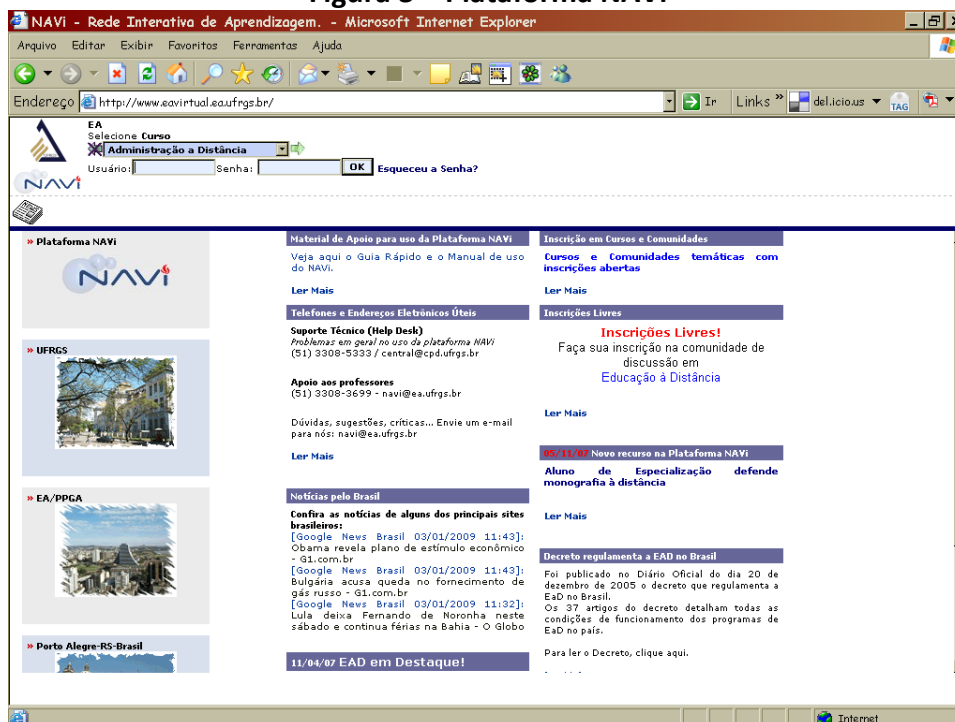 NAVi - Rede Interativa de Aprendizagem. - Microsoft Internet Explorer
Arquivo Editar Exibir Favoritos Ferramentas Ajuda
Endereço http://www.eavirtual.ea.ufrgs.br/ Ir Links » del.icio.us TAG
EA
Selecione Curso
Administração a Distância
Usuário: Senha: OK Esqueceu a Senha?
NAVi
» Plataforma NAVi
NAVi
» UFRGS
» EA/PPGA
» Porto Alegre-RS-Brasil
Material de Apoio para uso da Plataforma NAVi
Veja aqui o Guia Rápido e o Manual de uso
do NAVi.
Ler Mais
Telefones e Endereços Eletrônicos Úteis
Suporte Técnico (Help Desk)
Problemas em geral no uso da plataforma NAVi
(51) 3308-5333 / central@cpd.ufrgs.br
Apoio aos professores
(51) 3308-3699 - navi@ea.ufrgs.br
Dúvidas, sugestões, críticas... Envie um e-mail
para nós: navi@ea.ufrgs.br
Ler Mais
Notícias pelo Brasil
Confira as notícias de alguns dos principais sites
brasileiros:
[Google News Brasil 03/01/2009 11:43]:
Obama revela plano de estímulo econômico
- G1.com.br
[Google News Brasil 03/01/2009 11:43]:
Bulgária acusa queda no fornecimento de
gás russo - G1.com.br
[Google News Brasil 03/01/2009 11:32]:
Lula deixa Fernando de Noronha neste
sábado e continua férias na Bahia - O Globo
11/04/07 EAD em Destaque!
Inscrição em Cursos e Comunidades
Cursos e Comunidades temáticas com
inscrições abertas
Ler Mais
Inscrições Livres
Inscrições Livres!
Faça sua inscrição na comunidade de
discussão em
Educação à Distância
Ler Mais
05/11/07 Novo recurso na Plataforma NAVi
Aluno de Especialização defende
monografia à distância
Ler Mais
Decreto regulamenta a EAD no Brasil
Foi publicado no Diário Oficial do dia 20 de
dezembro de 2005 o decreto que regulamenta a
EaD no Brasil.
Os 37 artigos do decreto detalham todas as
condições de funcionamento dos programas de
EaD no país.
Para ler o Decreto, clique aqui.
Internet